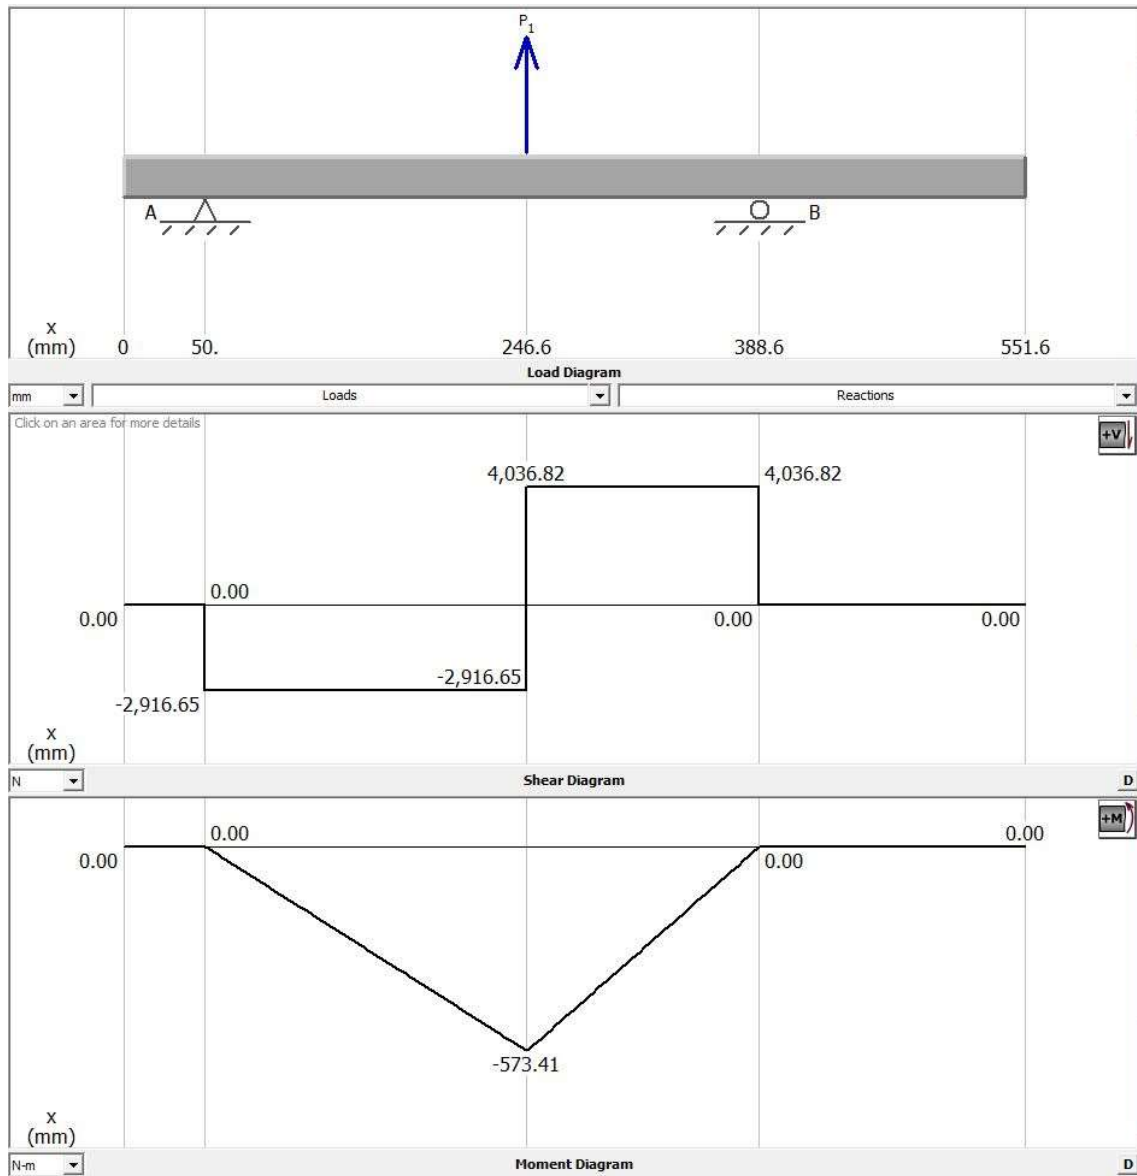 P1
A
B
x
(mm) 0 50. 246.6 388.6 551.6
Load Diagram
mm Loads Reactions
Click on an area for more details
+V
4,036.82 4,036.82
0.00
0.00 0.00 0.00
-2,916.65
-2,916.65
x
(mm)
N Shear Diagram D
+M
0.00 0.00
0.00 0.00
-573.41
x
(mm)
N-m Moment Diagram D